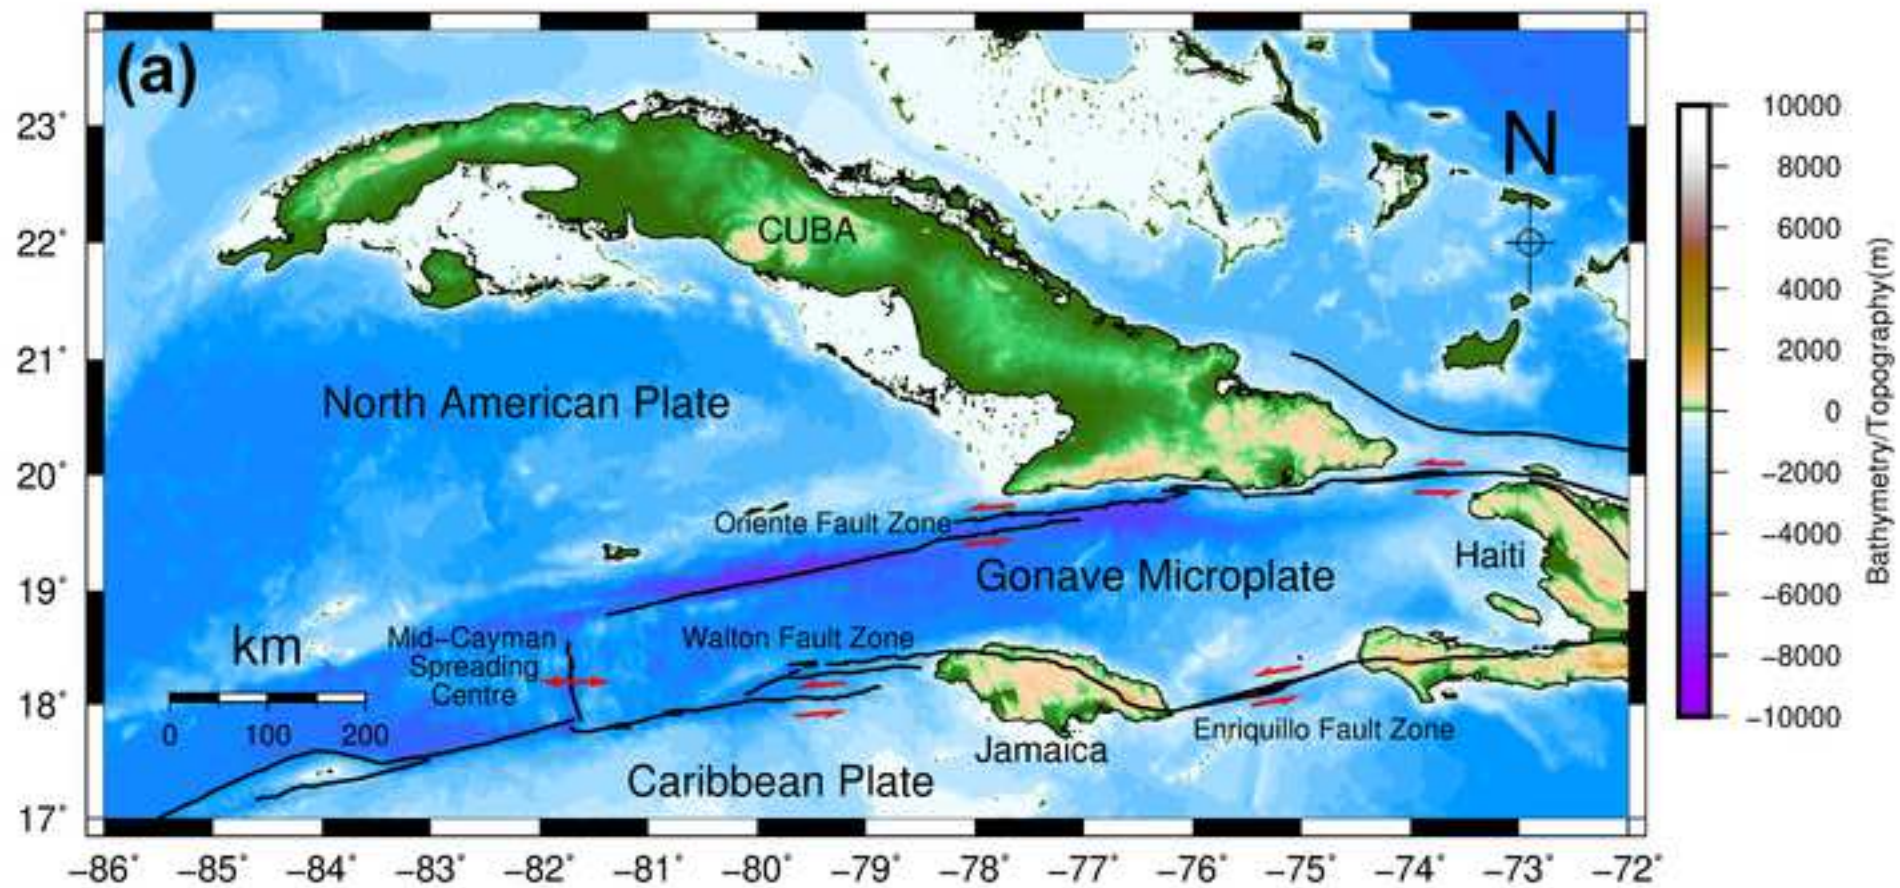 (a)
N
CUBA
North American Plate
Oriente Fault Zone
Haiti
Gonave Microplate
Mid-Cayman
Spreading
Centre
Walton Fault Zone
km
0 100 200
Jamaica
Enriquillo Fault Zone
Caribbean Plate
23°
22°
21°
20°
19°
18°
17°
-86° -85° -84° -83° -82° -81° -80° -79° -78° -77° -76° -75° -74° -73° -72°
10000
8000
6000
4000
2000
0
-2000
-4000
-6000
-8000
-10000
Bathymetry/Topography(m)